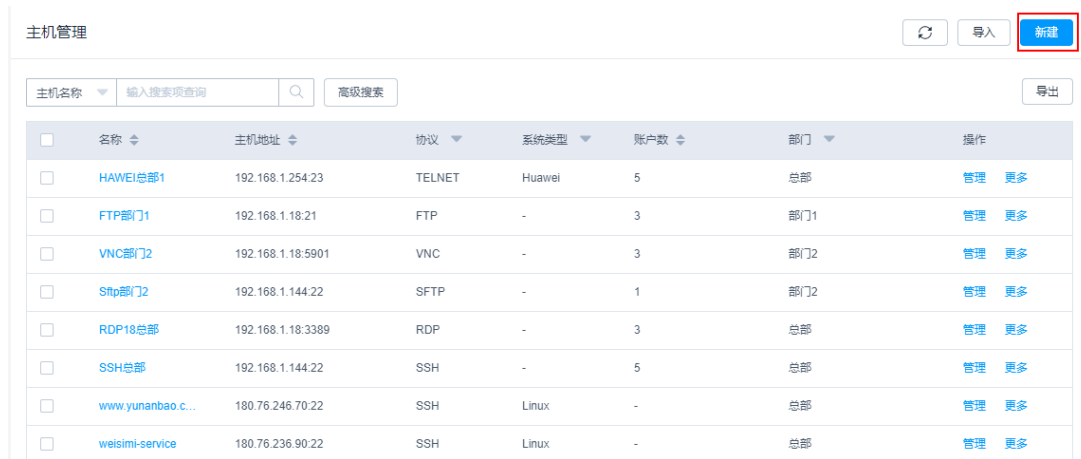 主机管理 导入 新建
主机名称 输入搜索项查询 高级搜索 导出
名称 主机地址 协议 系统类型 账户数 部门 操作
HAWEI总部1 192.168.1.254:23 TELNET Huawei 5 总部 管理 更多
FTP部门1 192.168.1.18:21 FTP - 3 部门1 管理 更多
VNC部门2 192.168.1.18:5901 VNC - 3 部门2 管理 更多
Sftp部门2 192.168.1.144:22 SFTP - 1 部门2 管理 更多
RDP18总部 192.168.1.18:3389 RDP - 3 总部 管理 更多
SSH总部 192.168.1.144:22 SSH - 5 总部 管理 更多
www.yunanbao.c... 180.76.246.70:22 SSH Linux - 总部 管理 更多
weisimi-service 180.76.236.90:22 SSH Linux - 总部 管理 更多